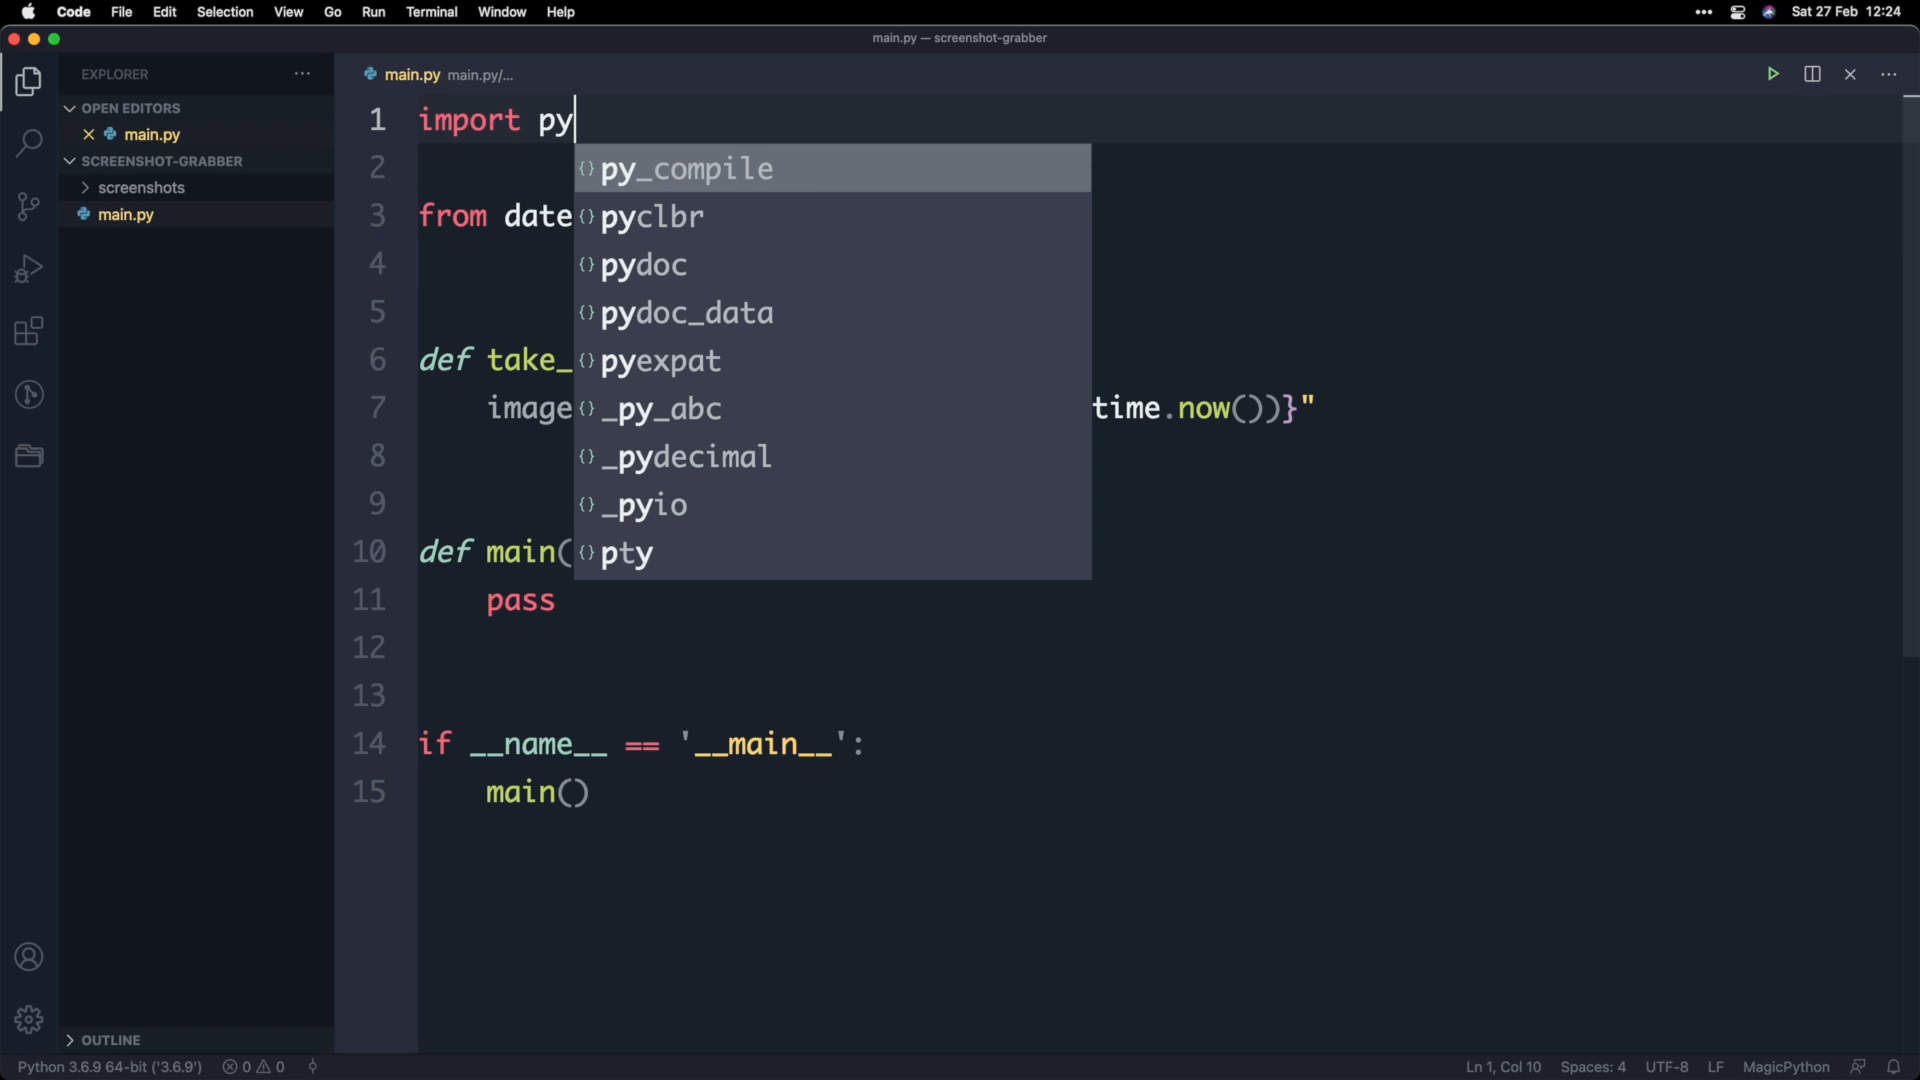 Code File Edit Selection View Go Run Terminal Window Help
Sat 27 Feb 12:24
main.py — screenshot-grabber
EXPLORER
OPEN EDITORS
main.py
SCREENSHOT-GRABBER
screenshots
main.py
OUTLINE
main.py main.py/...
1 import py
2
3 from date
4
5
6 def take_
7 image time.now())}"
8
9
10 def main(
11 pass
12
13
14 if __name__ == '__main__':
15 main()
py_compile
pyclbr
pydoc
pydoc_data
pyexpat
_py_abc
_pydecimal
_pyio
pty
Python 3.6.9 64-bit ('3.6.9') 0 0
Ln 1, Col 10 Spaces: 4 UTF-8 LF MagicPython